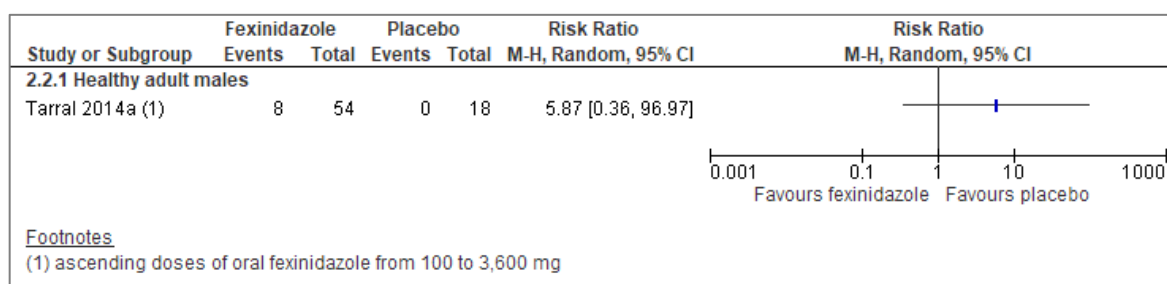 Fexinidazole Placebo Risk Ratio Risk Ratio
Study or Subgroup Events Total Events Total M-H, Random, 95% CI M-H, Random, 95% CI
2.2.1 Healthy adult males
Tarral 2014a (1) 8 54 0 18 5.87 [0.36, 96.97]
0.001 0.1 1 10 1000
Favours fexinidazole Favours placebo
Footnotes
(1) ascending doses of oral fexinidazole from 100 to 3,600 mg